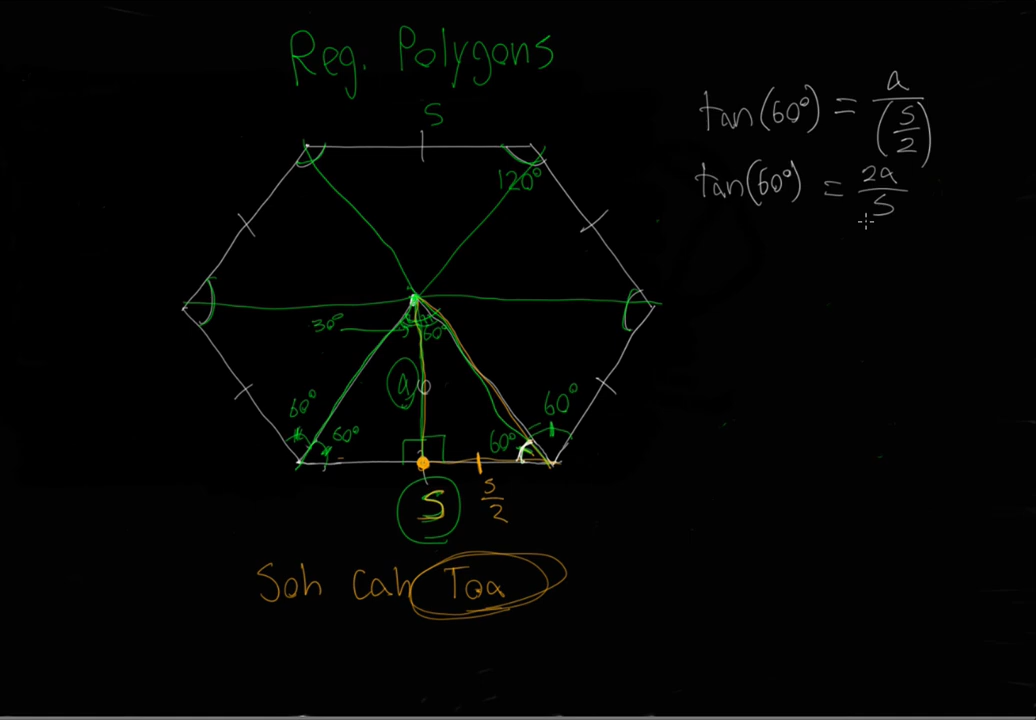 Reg. Polygons
S
tan(60°) = a/(S/2)
120°
tan(60°) = 2a/S
30°
60°
a
60°
60°
60°
60°
60°
S
S/2
Soh Cah Toa